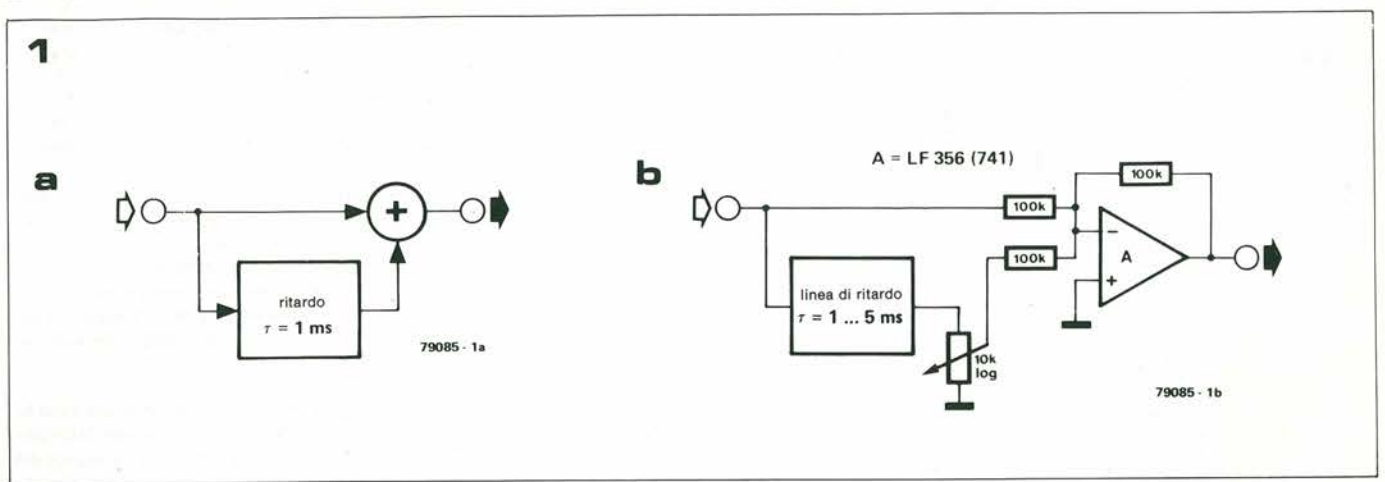 1
a
+
ritardo
τ = 1 ms
79085 - 1a
b
A = LF 356 (741)
100k
100k
100k
−
A
+
linea di ritardo
τ = 1 ... 5 ms
10k
log
79085 - 1b